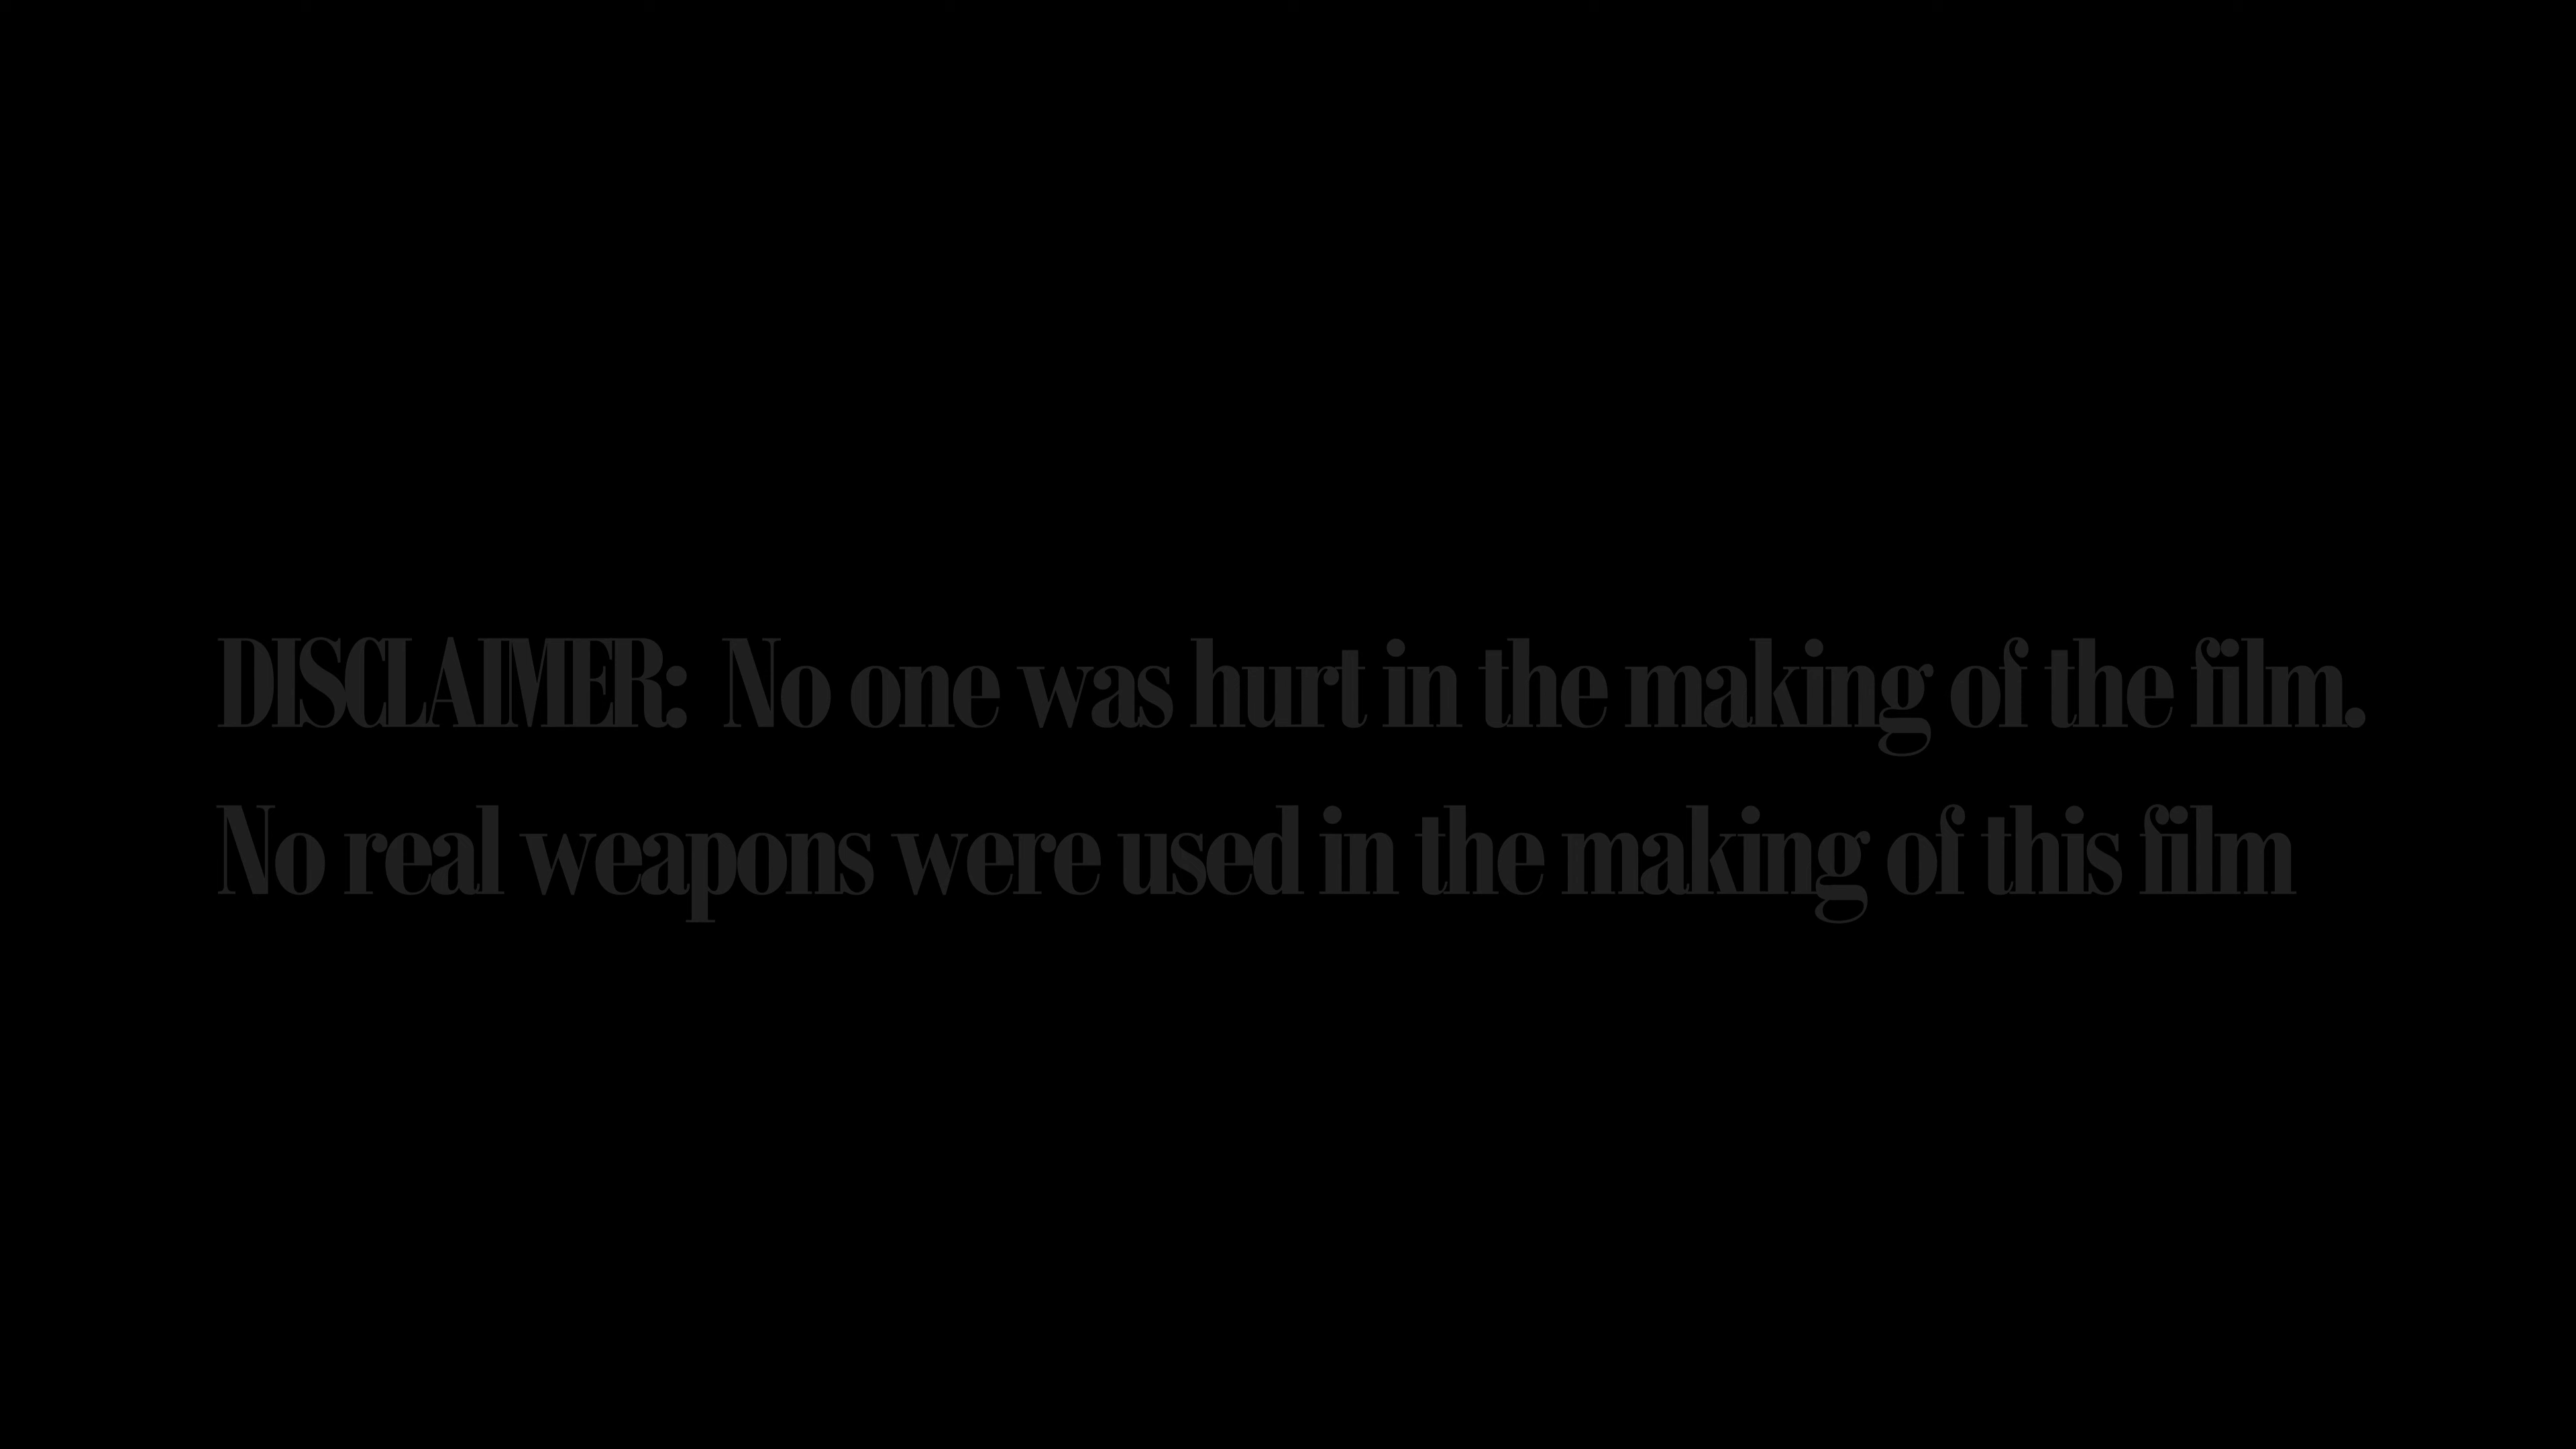 DISCLAIMER: No one was hurt in the making of the film.
No real weapons were used in the making of this film